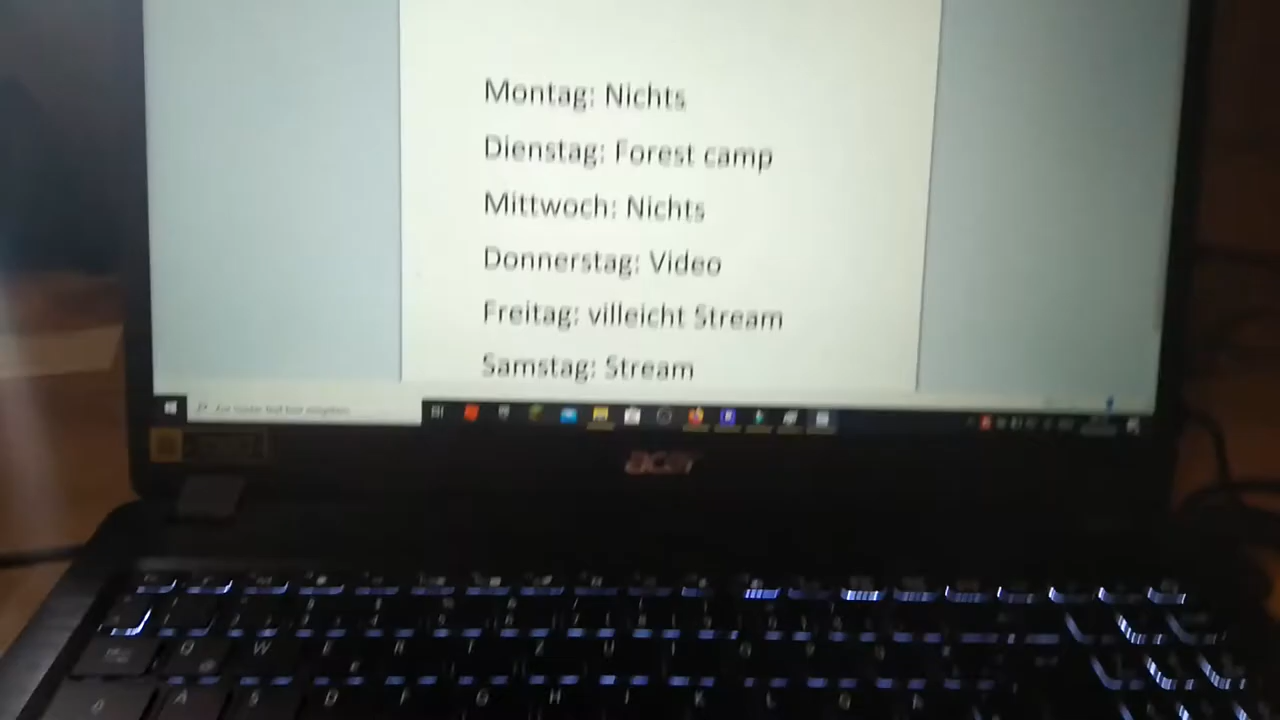 Montag: Nichts
Dienstag: Forest camp
Mittwoch: Nichts
Donnerstag: Video
Freitag: villeicht Stream
Samstag: Stream
acer
Q W E R T Z U I
A S D F G H J K L